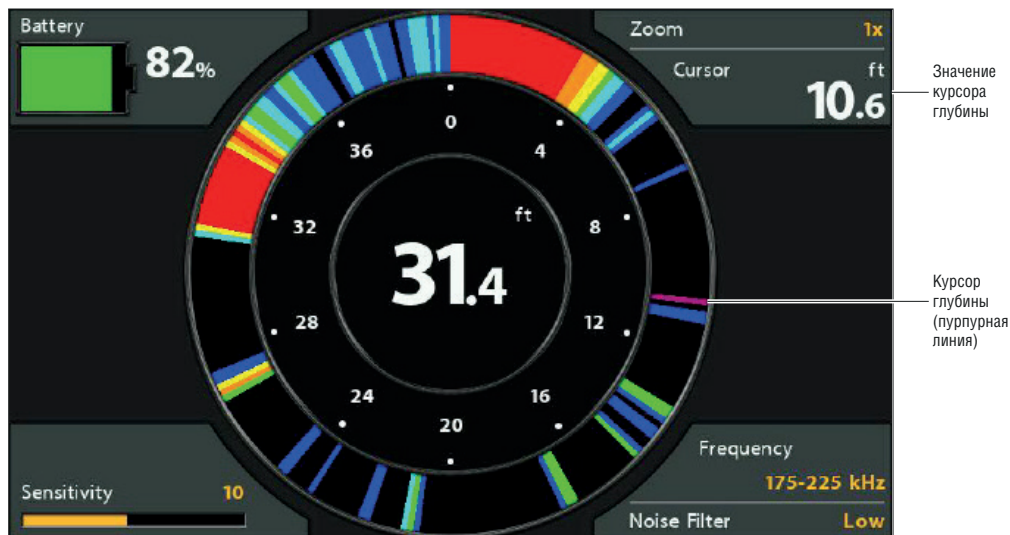 Battery
82%
Zoom 1x
Cursor ft
10.6
Значение
курсора
глубины
0
4
8
12
16
20
24
28
32
36
ft
31.4
Курсор
глубины
(пурпурная
линия)
Sensitivity 10
Frequency
175-225 kHz
Noise Filter Low